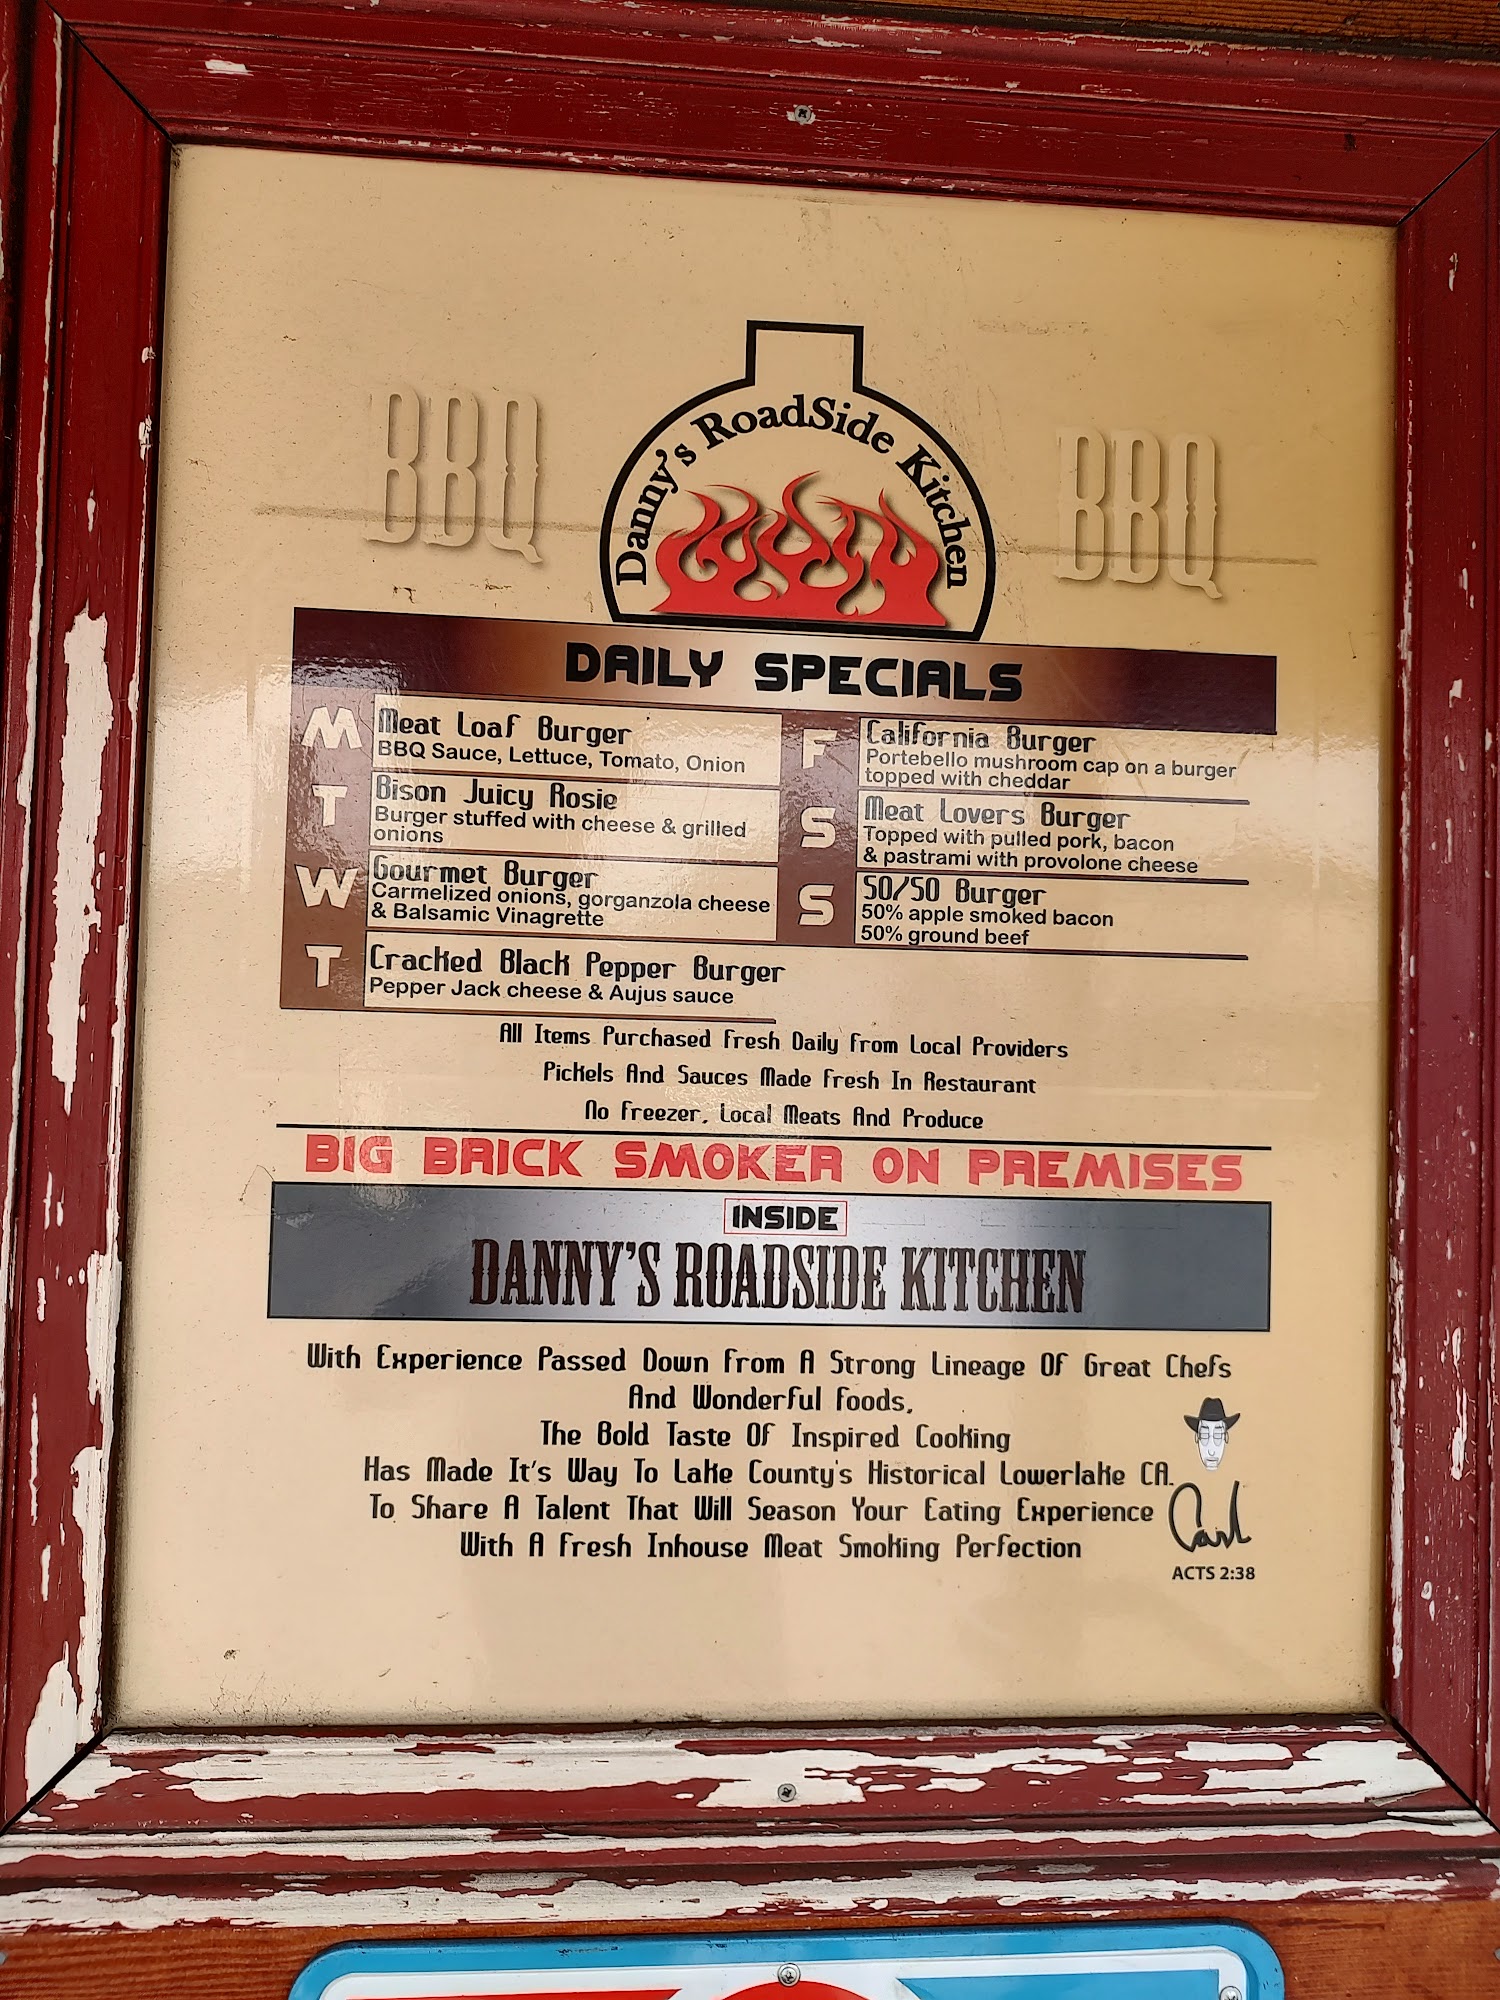 BBQ
Danny's RoadSide Kitchen
BBQ
DAILY SPECIALS
M
Meat Loaf Burger
BBQ Sauce, Lettuce, Tomato, Onion
T
Bison Juicy Rosie
Burger stuffed with cheese & grilled
onions
W
Gourmet Burger
Carmelized onions, gorganzola cheese
& Balsamic Vinagrette
T
Cracked Black Pepper Burger
Pepper Jack cheese & Aujus sauce
F
California Burger
Portebello mushroom cap on a burger
topped with cheddar
S
Meat Lovers Burger
Topped with pulled pork, bacon
& pastrami with provolone cheese
S
50/50 Burger
50% apple smoked bacon
50% ground beef
All Items Purchased Fresh Daily From Local Providers
Pickels And Sauces Made Fresh In Restaurant
No Freezer, Local Meats And Produce
BIG BRICK SMOKER ON PREMISES
INSIDE
DANNY'S ROADSIDE KITCHEN
With Experience Passed Down From A Strong Lineage Of Great Chefs
And Wonderful Foods,
The Bold Taste Of Inspired Cooking
Has Made It's Way To Lake County's Historical Lowerlake CA.
To Share A Talent That Will Season Your Eating Experience
With A Fresh Inhouse Meat Smoking Perfection
ACTS 2:38